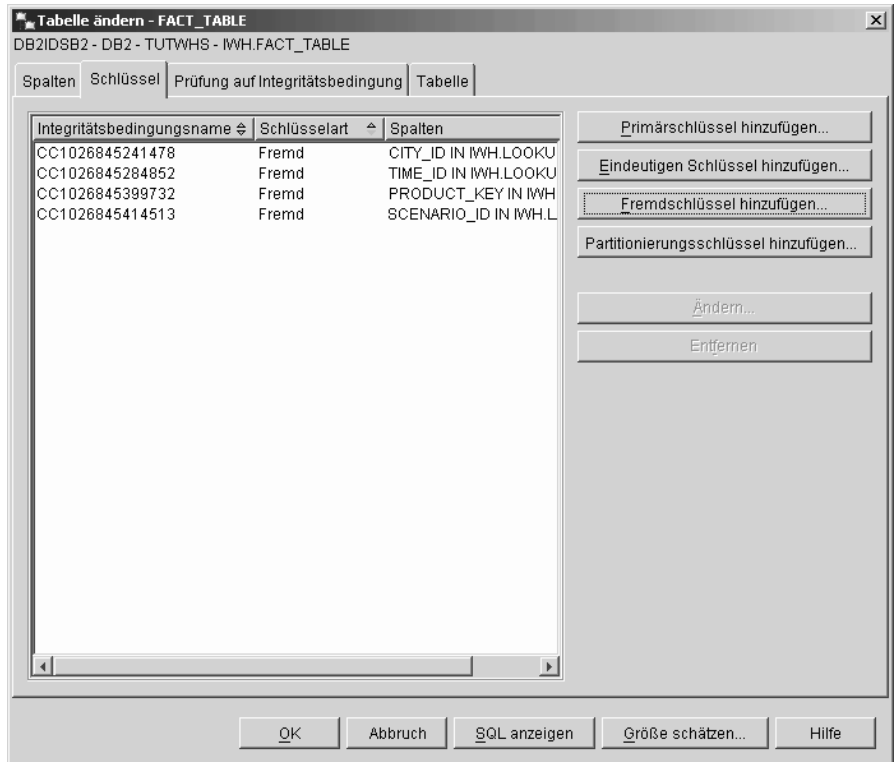 Tabelle ändern - FACT_TABLE
DB2IDSB2 - DB2 - TUTWHS - IWH.FACT_TABLE
Spalten Schlüssel Prüfung auf Integritätsbedingung Tabelle
Integritätsbedingungsname Schlüsselart Spalten
CC1026845241478 Fremd CITY_ID IN IWH.LOOKU
CC1026845284852 Fremd TIME_ID IN IWH.LOOKU
CC1026845399732 Fremd PRODUCT_KEY IN IWH
CC1026845414513 Fremd SCENARIO_ID IN IWH.L
Primärschlüssel hinzufügen...
Eindeutigen Schlüssel hinzufügen...
Fremdschlüssel hinzufügen...
Partitionierungsschlüssel hinzufügen...
Ändern...
Entfernen
OK Abbruch SQL anzeigen Größe schätzen... Hilfe